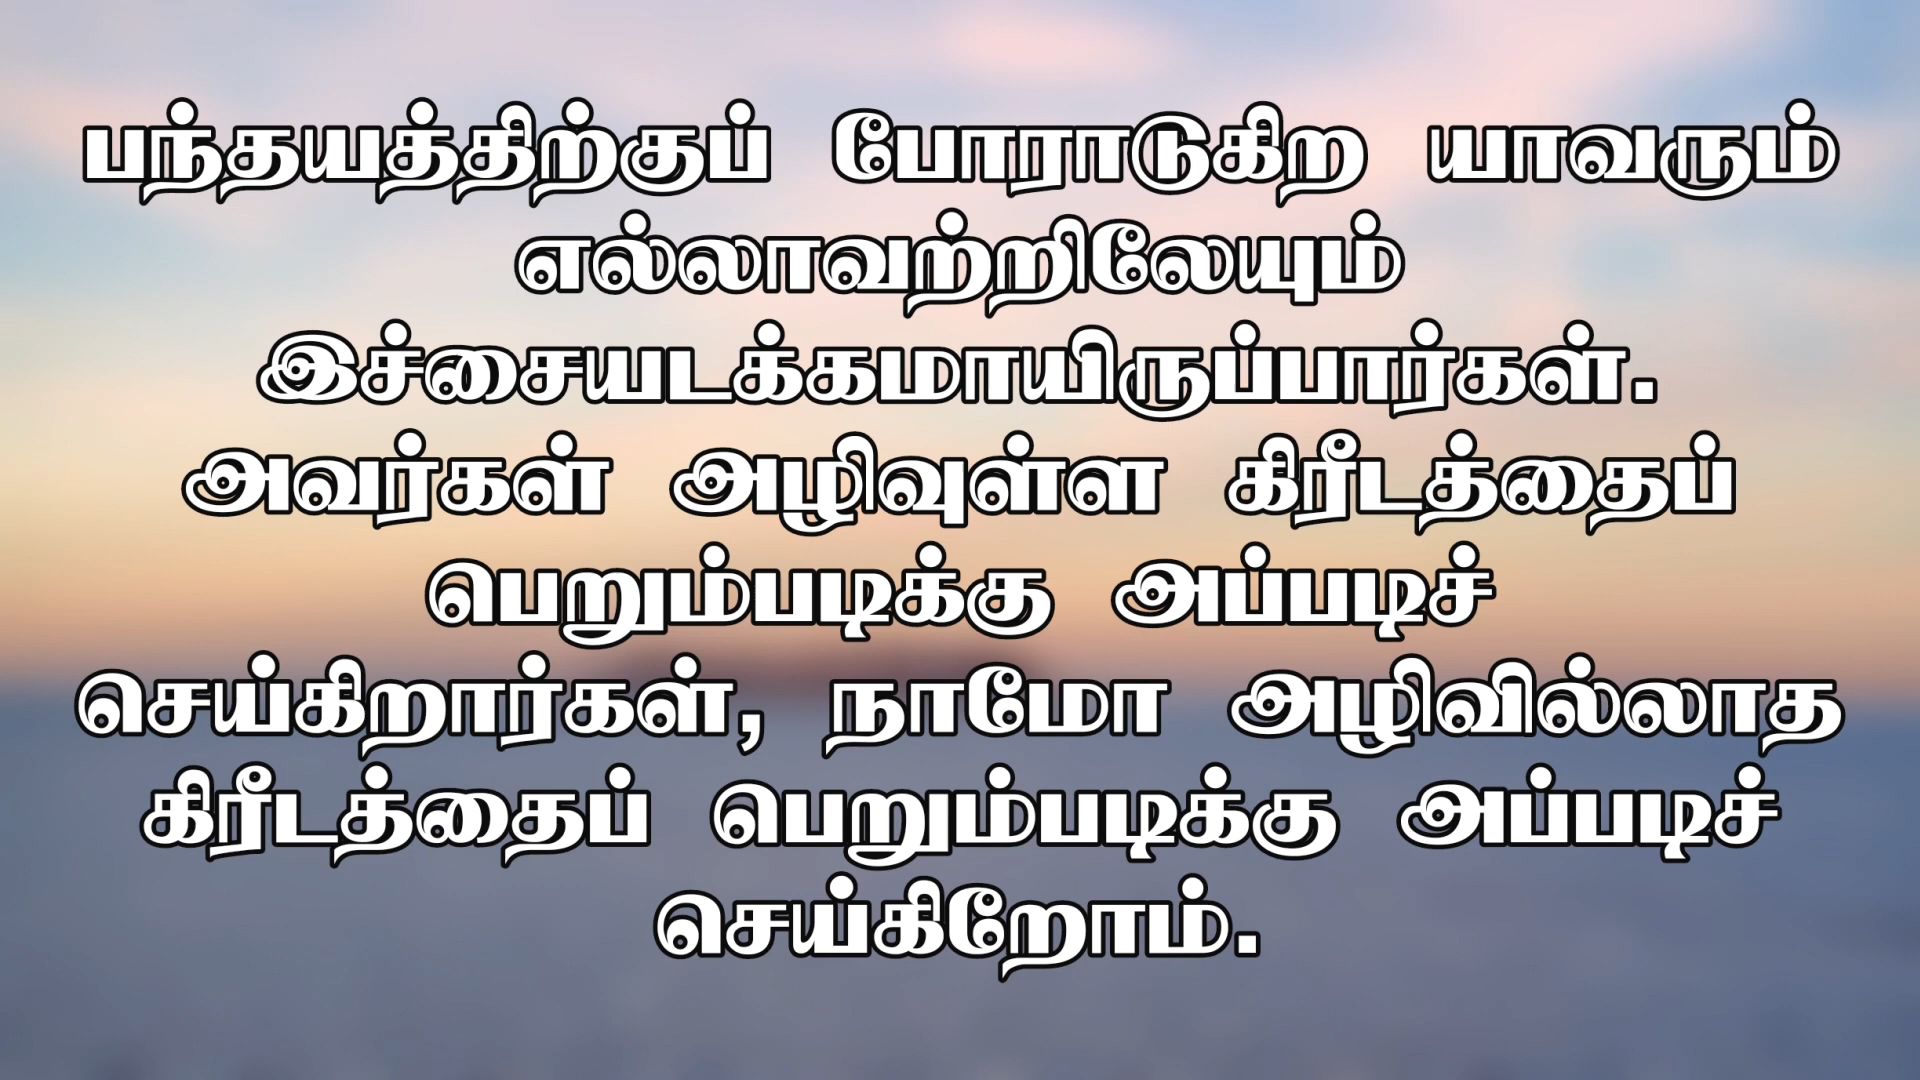 பந்தயத்திற்குப் போராடுகிற யாவரும்
எல்லாவற்றிலேயும்
இச்சையடக்கமாயிருப்பார்கள்.
அவர்கள் அழிவுள்ள கிரீடத்தைப்
பெறும்படிக்கு அப்படிச்
செய்கிறார்கள், நாமோ அழிவில்லாத
கிரீடத்தைப் பெறும்படிக்கு அப்படிச்
செய்கிறோம்.